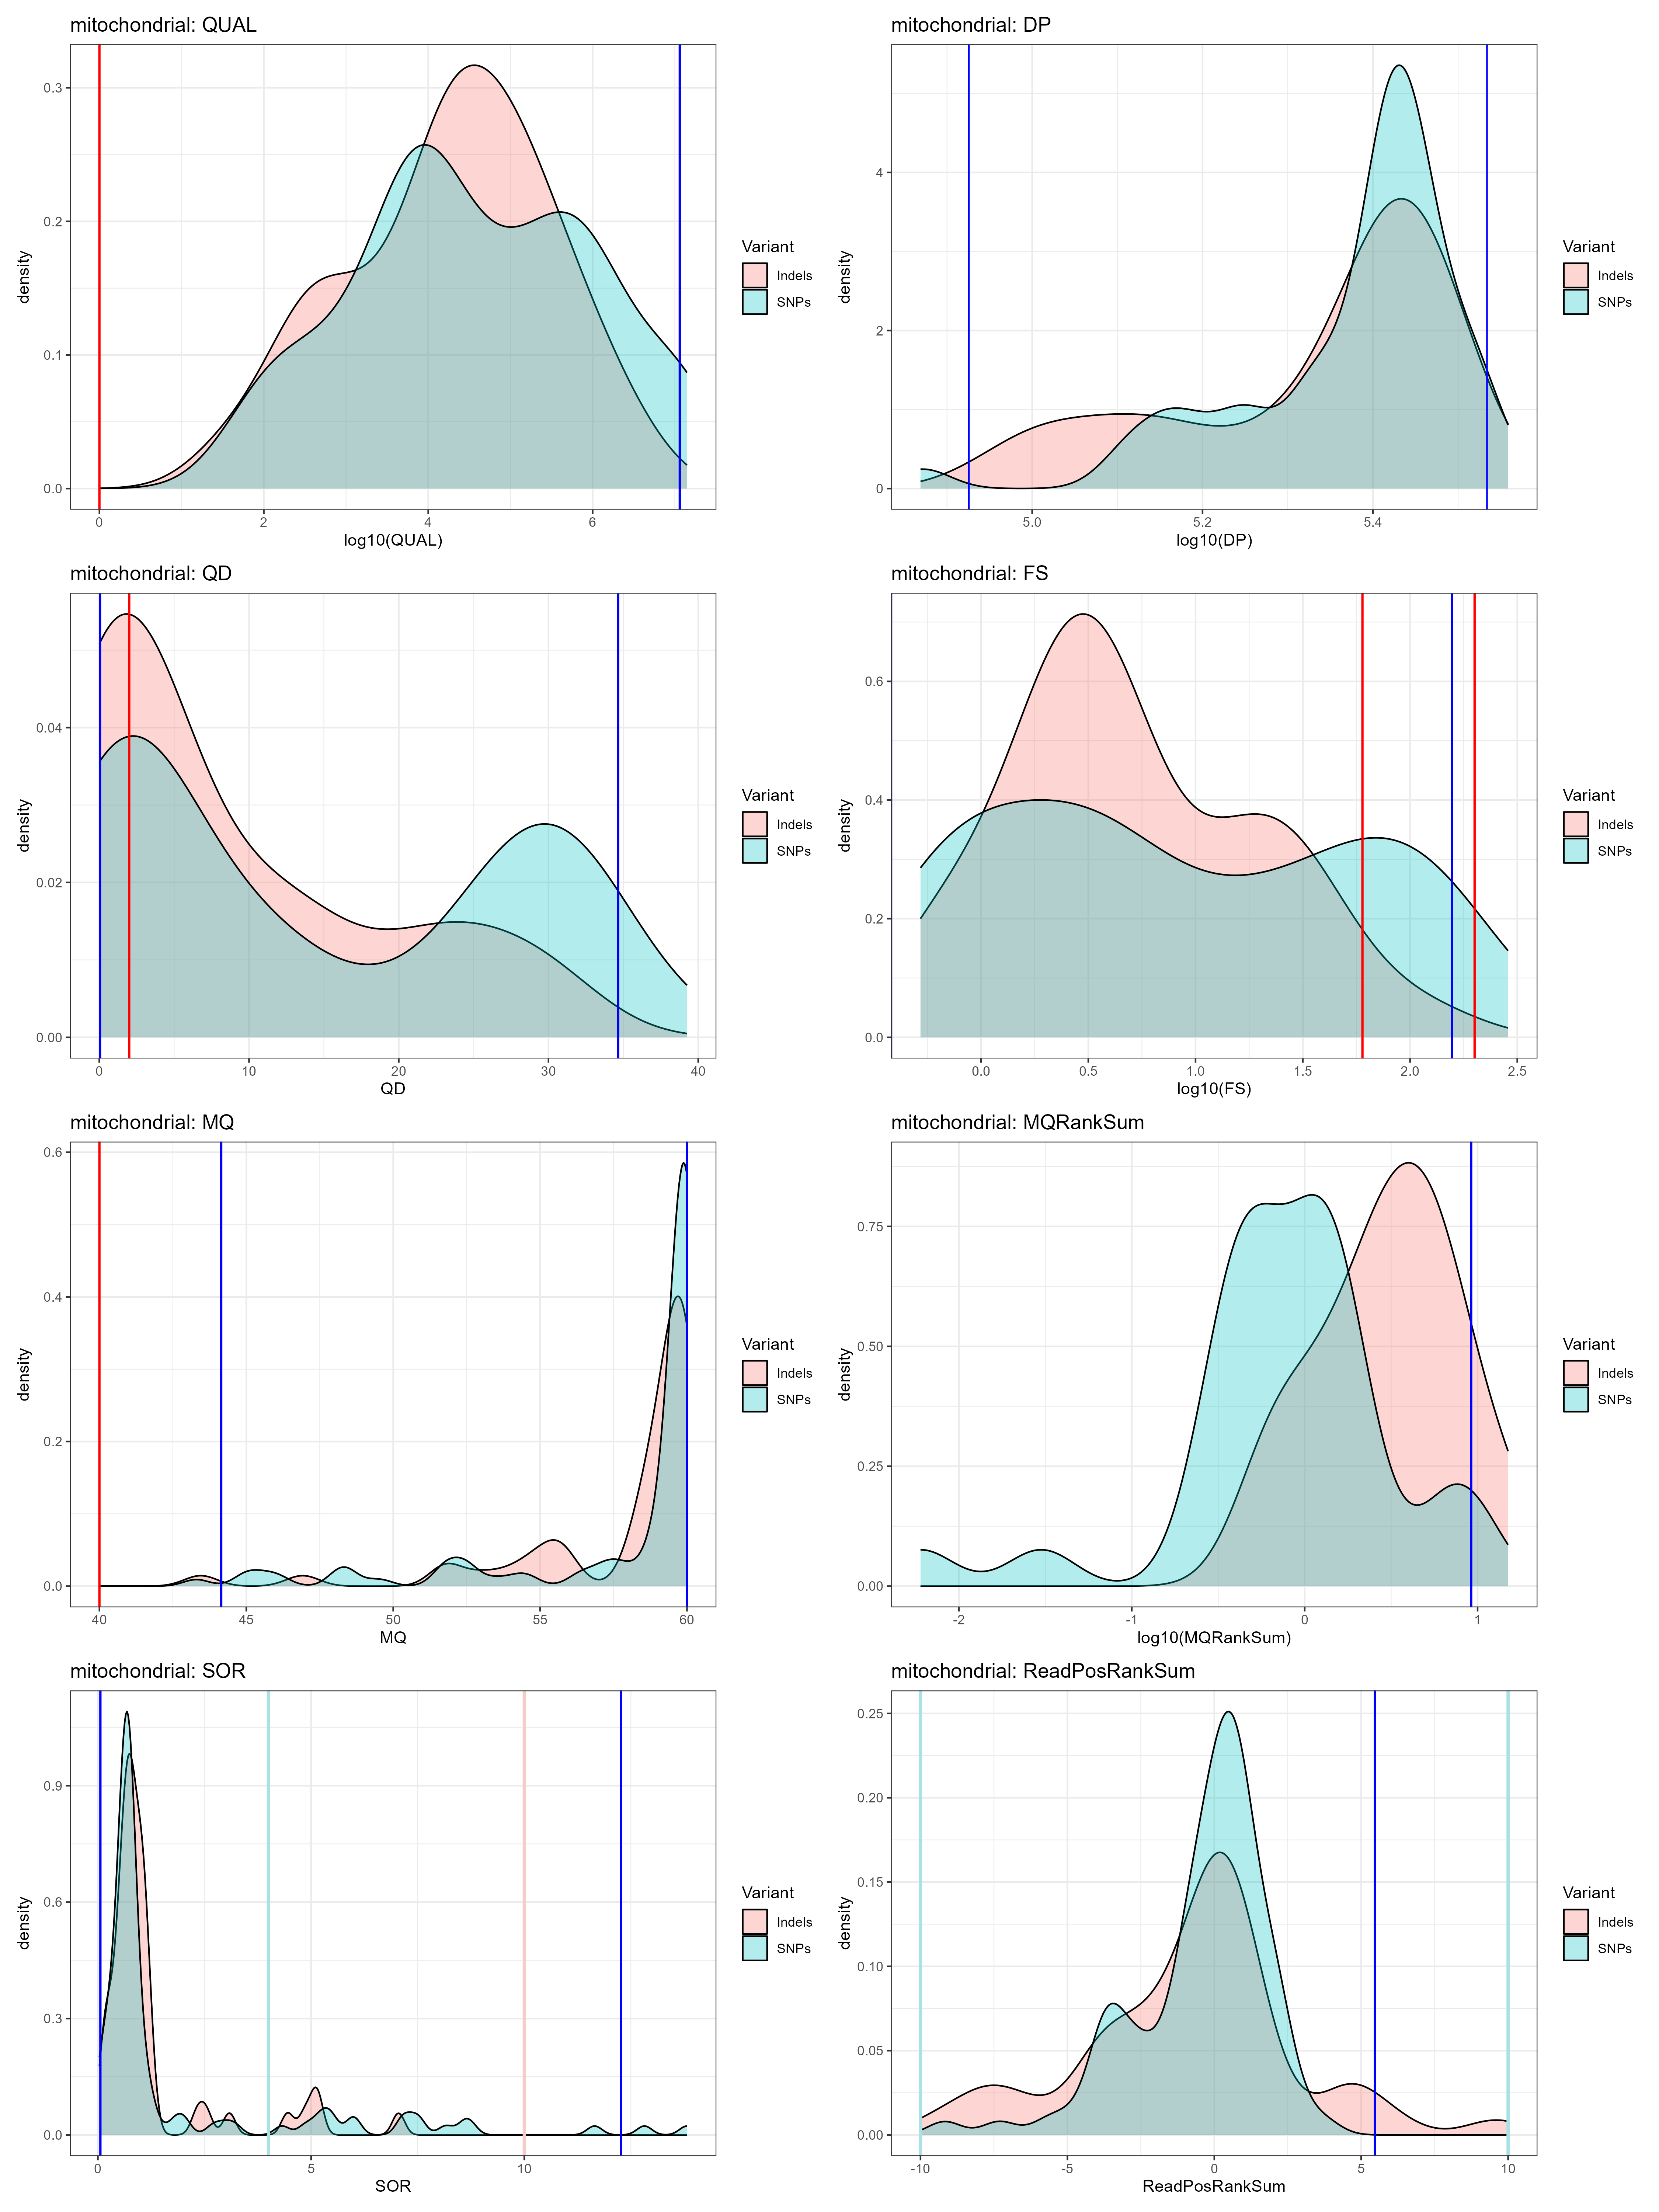 mitochondrial: QUAL
density
0.3
0.2
0.1
0.0
0 2 4 6
log10(QUAL)
Variant
Indels
SNPs
mitochondrial: DP
density
4
2
0
5.0 5.2 5.4
log10(DP)
Variant
Indels
SNPs
mitochondrial: QD
density
0.04
0.02
0.00
0 10 20 30 40
QD
Variant
Indels
SNPs
mitochondrial: FS
density
0.6
0.4
0.2
0.0
0.0 0.5 1.0 1.5 2.0 2.5
log10(FS)
Variant
Indels
SNPs
mitochondrial: MQ
density
0.6
0.4
0.2
0.0
40 45 50 55 60
MQ
Variant
Indels
SNPs
mitochondrial: MQRankSum
density
0.75
0.50
0.25
0.00
-2 -1 0 1
log10(MQRankSum)
Variant
Indels
SNPs
mitochondrial: SOR
density
0.9
0.6
0.3
0.0
0 5 10
SOR
Variant
Indels
SNPs
mitochondrial: ReadPosRankSum
density
0.25
0.20
0.15
0.10
0.05
0.00
-10 -5 0 5 10
ReadPosRankSum
Variant
Indels
SNPs